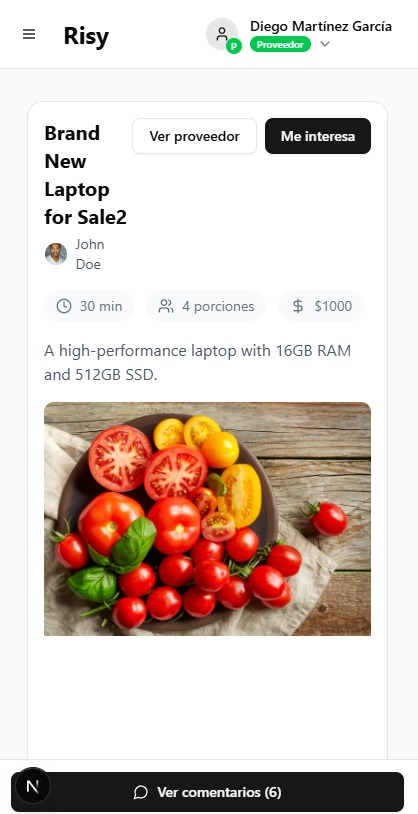 Risy
Diego Martínez García
p
Proveedor
Brand
New
Laptop
for Sale2
Ver proveedor
Me interesa
John
Doe
30 min
4 porciones
$1000
A high-performance laptop with 16GB RAM
and 512GB SSD.
N
Ver comentarios (6)